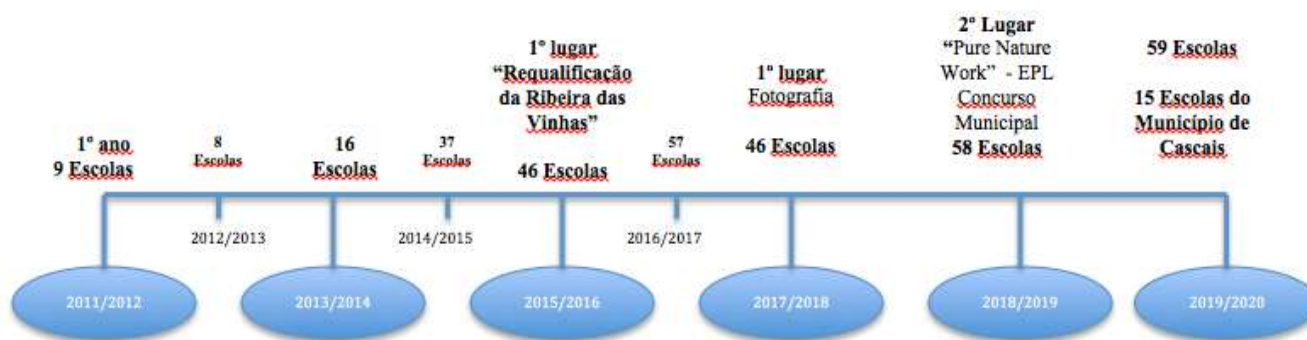 1º ano
9 Escolas
8
Escolas
16
Escolas
37
Escolas
1º lugar
“Requalificação
da Ribeira das
Vinhas”
46 Escolas
57
Escolas
1º lugar
Fotografia
46 Escolas
2º Lugar
“Pure Nature
Work” - EPL
Concurso
Municipal
58 Escolas
59 Escolas
15 Escolas do
Município de
Cascais
2012/2013
2014/2015
2016/2017
2011/2012
2013/2014
2015/2016
2017/2018
2018/2019
2019/2020